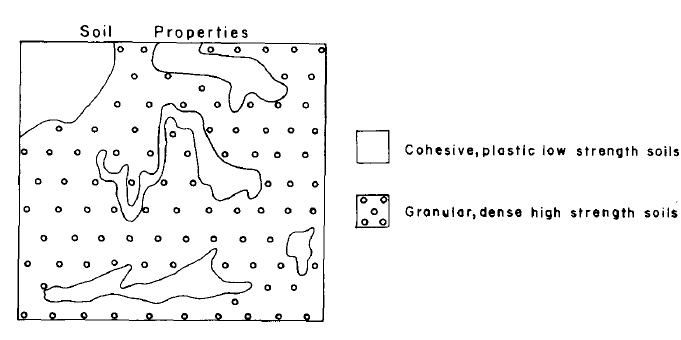 Soil Properties
Cohesive, plastic low strength soils
Granular, dense high strength soils